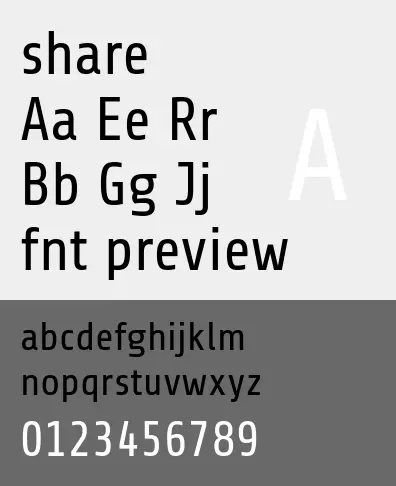 share
Aa Ee Rr
A
Bb Gg Jj
fnt preview
abcdefghijklm
nopqrstuvwxyz
0123456789